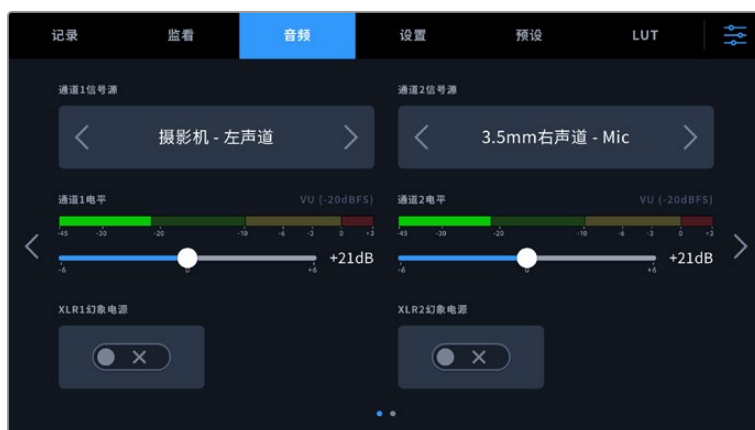 记录 监看 音频 设置 预设 LUT
通道1信号源 通道2信号源
摄影机 - 左声道 3.5mm右声道 - Mic
通道1电平 VU (-20dBFS) 通道2电平 VU (-20dBFS)
-45 -30 -20 -10 -6 -3 0 +3 -45 -30 -20 -10 -6 -3 0 +3
+21dB +21dB
-6 0 +6 -6 0 +6
XLR1幻象电源 XLR2幻象电源